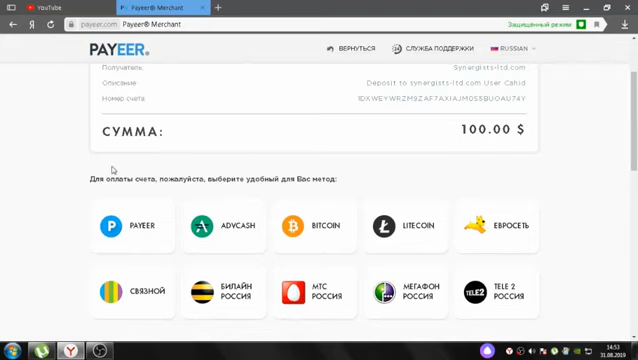 YouTube
Payeer® Merchant
payeer.com
Payeer® Merchant
Защищённый режим
PAYEER®
ВЕРНУТЬСЯ
СЛУЖБА ПОДДЕРЖКИ
RUSSIAN
Получатель:
Synergists-ltd.com
Описание
Deposit to synergists-ltd.com User Cahid
Номер счета
СУММА:
100.00 $
Для оплаты счета, пожалуйста, выберите удобный для Вас метод:
PAYEER
ADVCASH
BITCOIN
LITECOIN
ЕВРОСЕТЬ
СВЯЗНОЙ
БИЛАЙН
РОССИЯ
МТС
РОССИЯ
МЕГАФОН
РОССИЯ
TELE2
TELE 2
РОССИЯ
14:53
31.08.2019